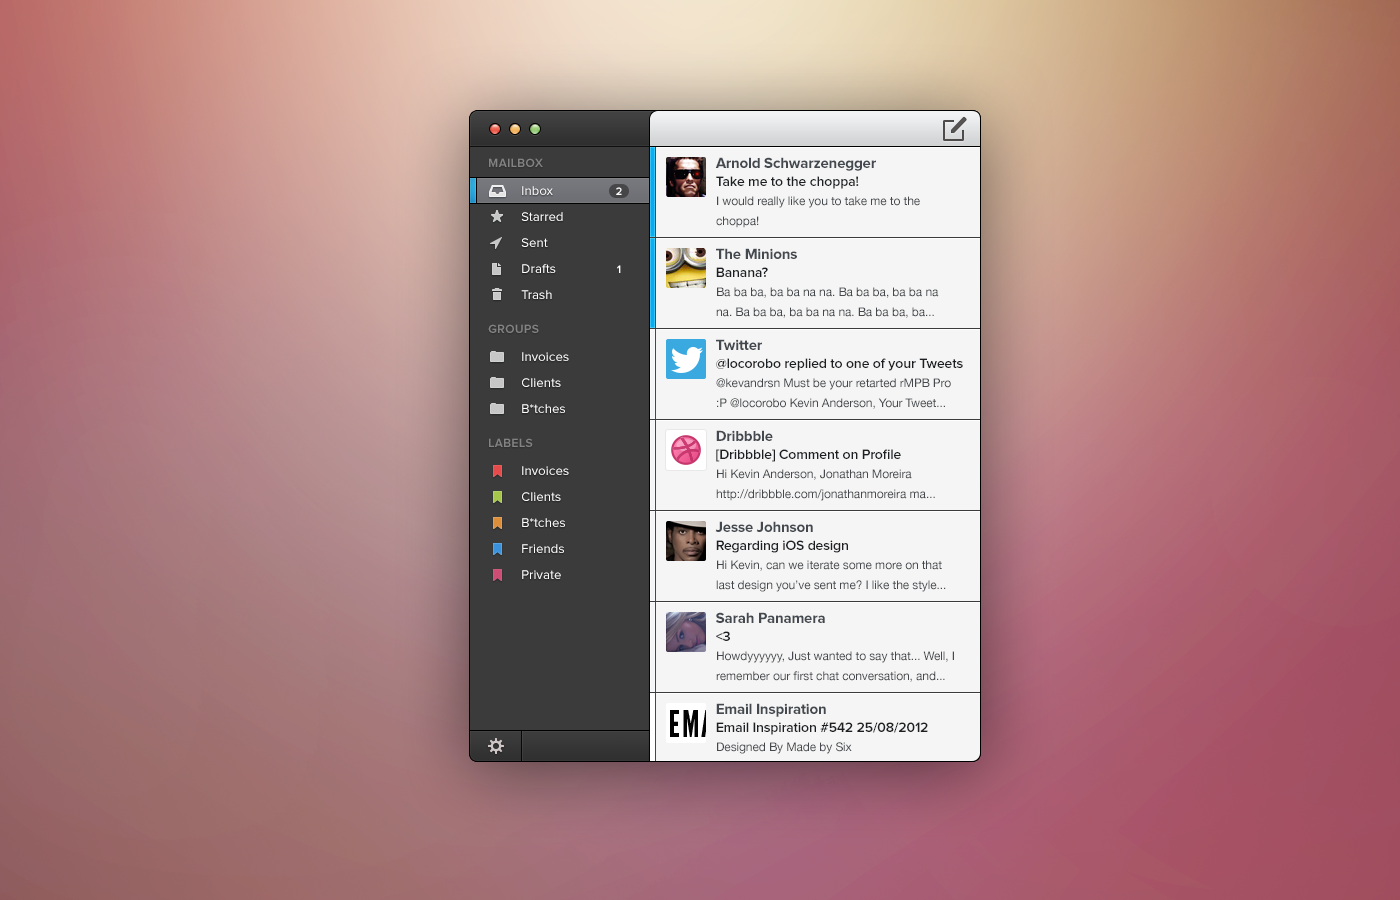 MAILBOX
Inbox 2
Starred
Sent
Drafts 1
Trash
GROUPS
Invoices
Clients
B*tches
LABELS
Invoices
Clients
B*tches
Friends
Private
Arnold Schwarzenegger
Take me to the choppa!
I would really like you to take me to the
choppa!
The Minions
Banana?
Ba ba ba, ba ba na na. Ba ba ba, ba ba na
na. Ba ba ba, ba ba na na. Ba ba ba, ba...
Twitter
@locorobo replied to one of your Tweets
@kevandrsn Must be your retarted rMPB Pro
:P @locorobo Kevin Anderson, Your Tweet...
Dribbble
[Dribbble] Comment on Profile
Hi Kevin Anderson, Jonathan Moreira
http://dribbble.com/jonathanmoreira ma...
Jesse Johnson
Regarding iOS design
Hi Kevin, can we iterate some more on that
last design you've sent me? I like the style...
Sarah Panamera
<3
Howdyyyyyy, Just wanted to say that... Well, I
remember our first chat conversation, and...
EMA
Email Inspiration
Email Inspiration #542 25/08/2012
Designed By Made by Six